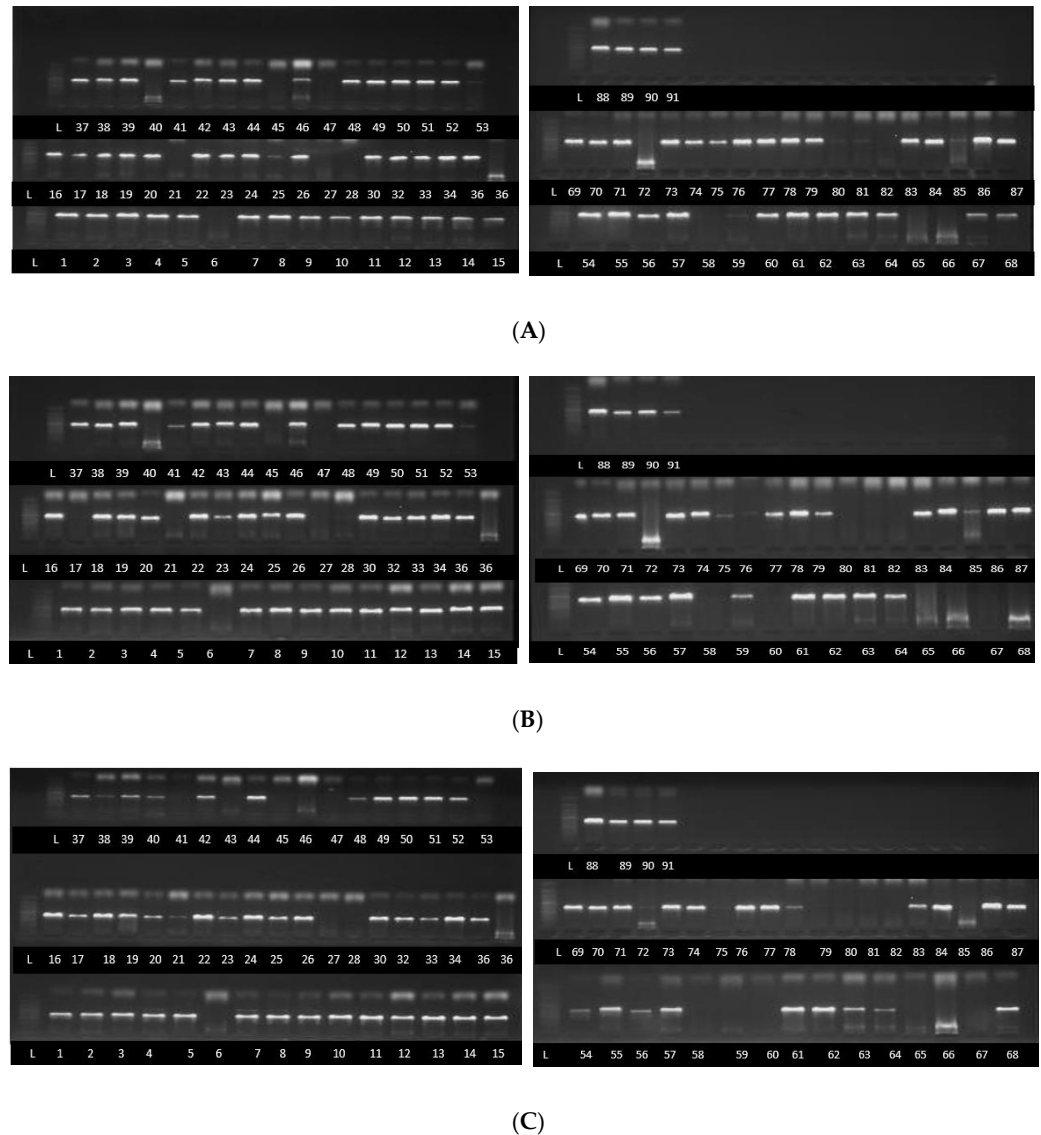 L 37 38 39 40 41 42 43 44 45 46 47 48 49 50 51 52 53
16 17 18 19 20 21 22 23 24 25 26 27 28 30 32 33 34 36 36
L 1 2 3 4 5 6 7 8 9 10 11 12 13 14 15
L 88 89 90 91
L 69 70 71 72 73 74 75 76 77 78 79 80 81 82 83 84 85 86 87
L 54 55 56 57 58 59 60 61 62 63 64 65 66 67 68
(A)
L 37 38 39 40 41 42 43 44 45 46 47 48 49 50 51 52 53
L 16 17 18 19 20 21 22 23 24 25 26 27 28 30 32 33 34 36 36
L 1 2 3 4 5 6 7 8 9 10 11 12 13 14 15
L 88 89 90 91
L 69 70 71 72 73 74 75 76 77 78 79 80 81 82 83 84 85 86 87
L 54 55 56 57 58 59 60 61 62 63 64 65 66 67 68
(B)
L 37 38 39 40 41 42 43 44 45 46 47 48 49 50 51 52 53
L 16 17 18 19 20 21 22 23 24 25 26 27 28 30 32 33 34 36 36
L 1 2 3 4 5 6 7 8 9 10 11 12 13 14 15
L 88 89 90 91
L 69 70 71 72 73 74 75 76 77 78 79 80 81 82 83 84 85 86 87
L 54 55 56 57 58 59 60 61 62 63 64 65 66 67 68
(C)